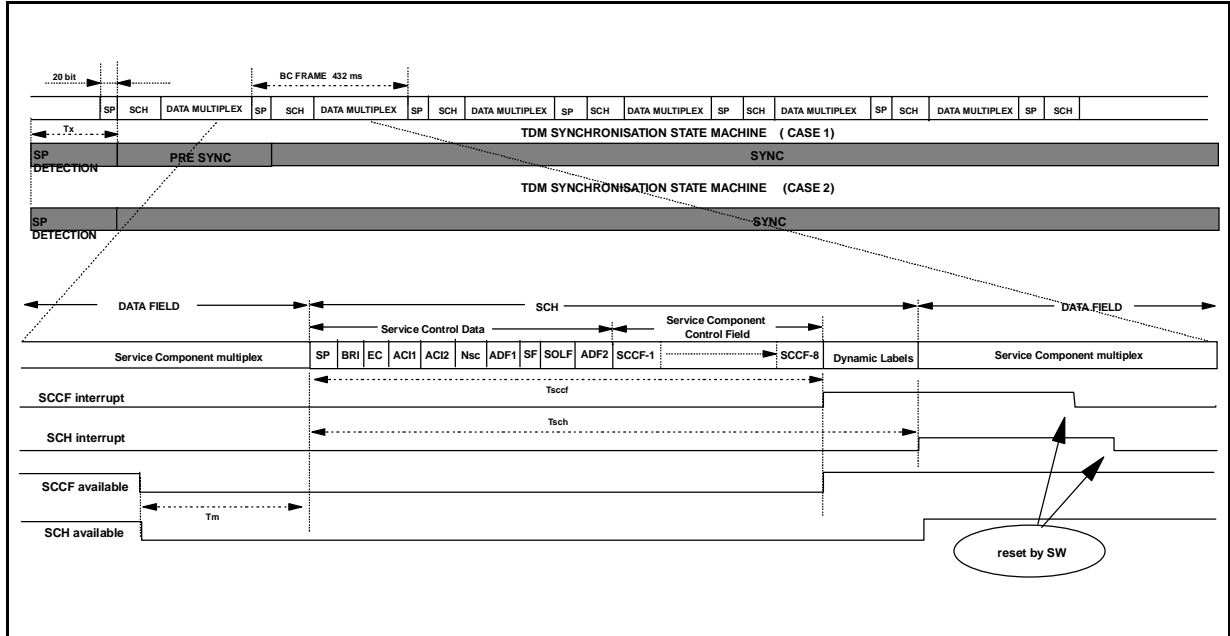 20 bit
BC FRAME 432 ms
SP SCH DATA MULTIPLEX SP SCH DATA MULTIPLEX SP SCH DATA MULTIPLEX SP SCH DATA MULTIPLEX SP SCH DATA MULTIPLEX SP SCH DATA MULTIPLEX SP SCH
Tx
TDM SYNCHRONISATION STATE MACHINE ( CASE 1)
SP DETECTION
PRE SYNC
SYNC
TDM SYNCHRONISATION STATE MACHINE (CASE 2)
SP DETECTION
SYNC
DATA FIELD
SCH
DATA FIELD
Service Control Data
Service Component
Control Field
Service Component multiplex SP BRI EC ACI1 ACI2 Nsc ADF1 SF SOLF ADF2 SCCF-1 SCCF-8 Dynamic Labels Service Component multiplex
Tsccf
SCCF interrupt
Tsch
SCH interrupt
SCCF available
Tm
SCH available
reset by SW